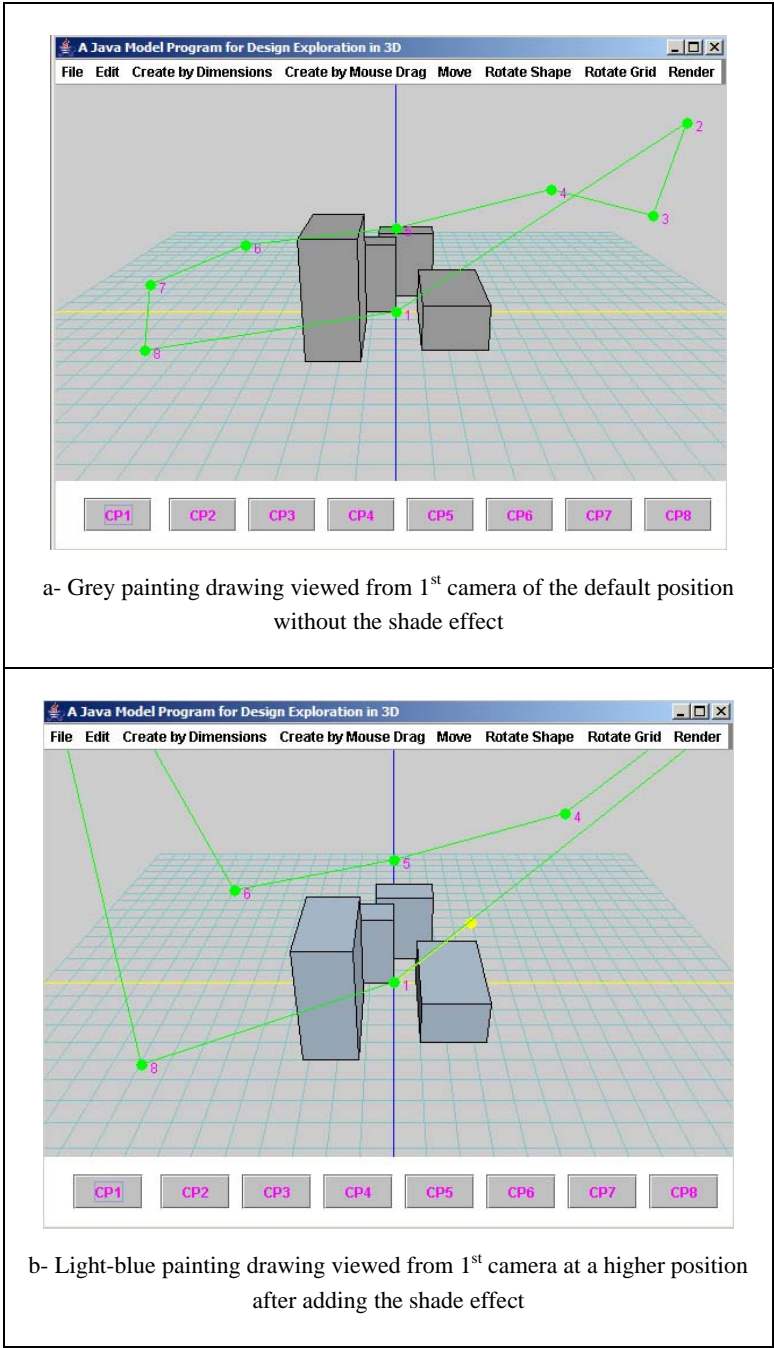 A Java Model Program for Design Exploration in 3D
File Edit Create by Dimensions Create by Mouse Drag Move Rotate Shape Rotate Grid Render
2
4
3
5
6
7
1
8
CP1 CP2 CP3 CP4 CP5 CP6 CP7 CP8
a- Grey painting drawing viewed from 1st camera of the default position
without the shade effect
A Java Model Program for Design Exploration in 3D
File Edit Create by Dimensions Create by Mouse Drag Move Rotate Shape Rotate Grid Render
4
5
6
1
8
CP1 CP2 CP3 CP4 CP5 CP6 CP7 CP8
b- Light-blue painting drawing viewed from 1st camera at a higher position
after adding the shade effect